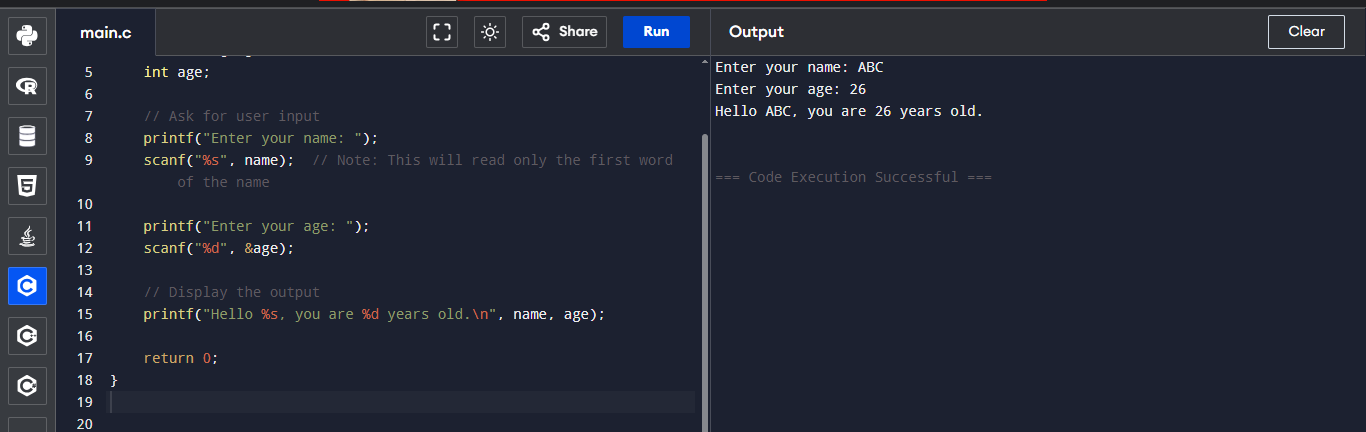 main.c
Share
Run
Output
Clear
5 int age;
6
7 // Ask for user input
8 printf("Enter your name: ");
9 scanf("%s", name);  // Note: This will read only the first word
of the name
10
11 printf("Enter your age: ");
12 scanf("%d", &age);
13
14 // Display the output
15 printf("Hello %s, you are %d years old.\n", name, age);
16
17 return 0;
18 }
19
20
Enter your name: ABC
Enter your age: 26
Hello ABC, you are 26 years old.
=== Code Execution Successful ===